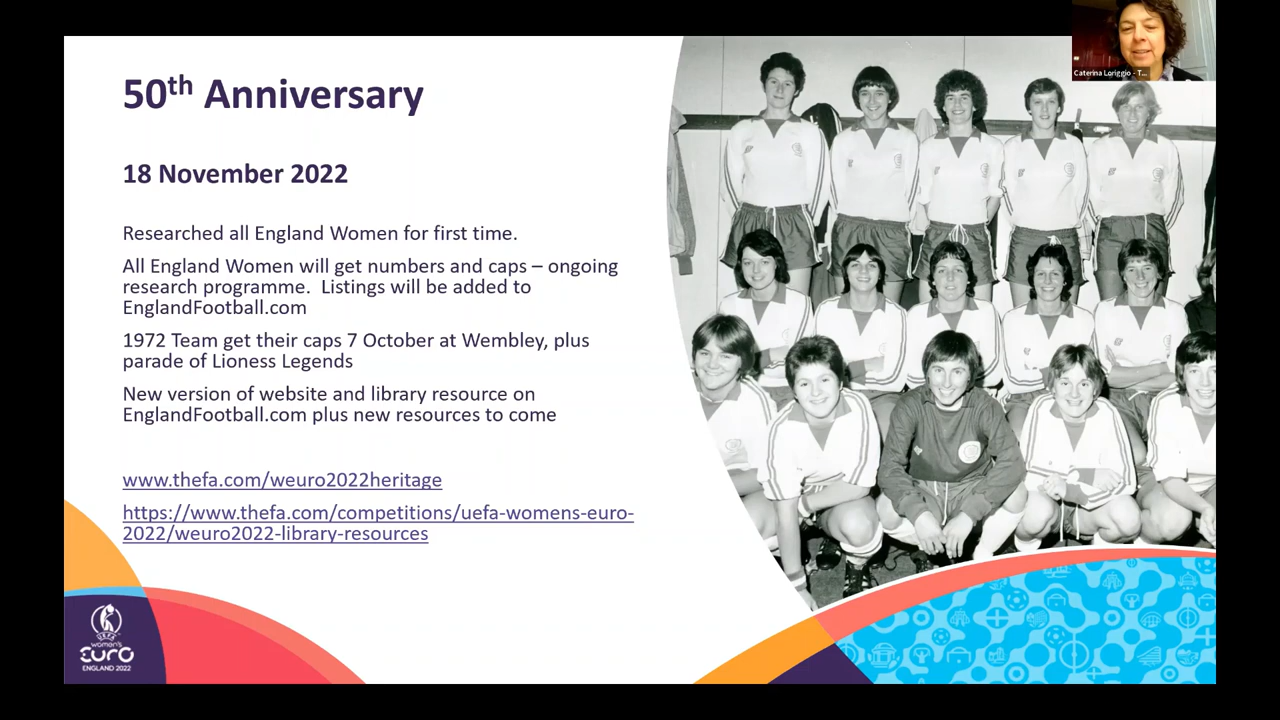 50th Anniversary
Caterina Loriggio - T...
18 November 2022
Researched all England Women for first time.
All England Women will get numbers and caps – ongoing
research programme.  Listings will be added to
EnglandFootball.com
1972 Team get their caps 7 October at Wembley, plus
parade of Lioness Legends
New version of website and library resource on
EnglandFootball.com plus new resources to come
www.thefa.com/weuro2022heritage
https://www.thefa.com/competitions/uefa-womens-euro-
2022/weuro2022-library-resources
UEFA
women's
EURO
ENGLAND 2022